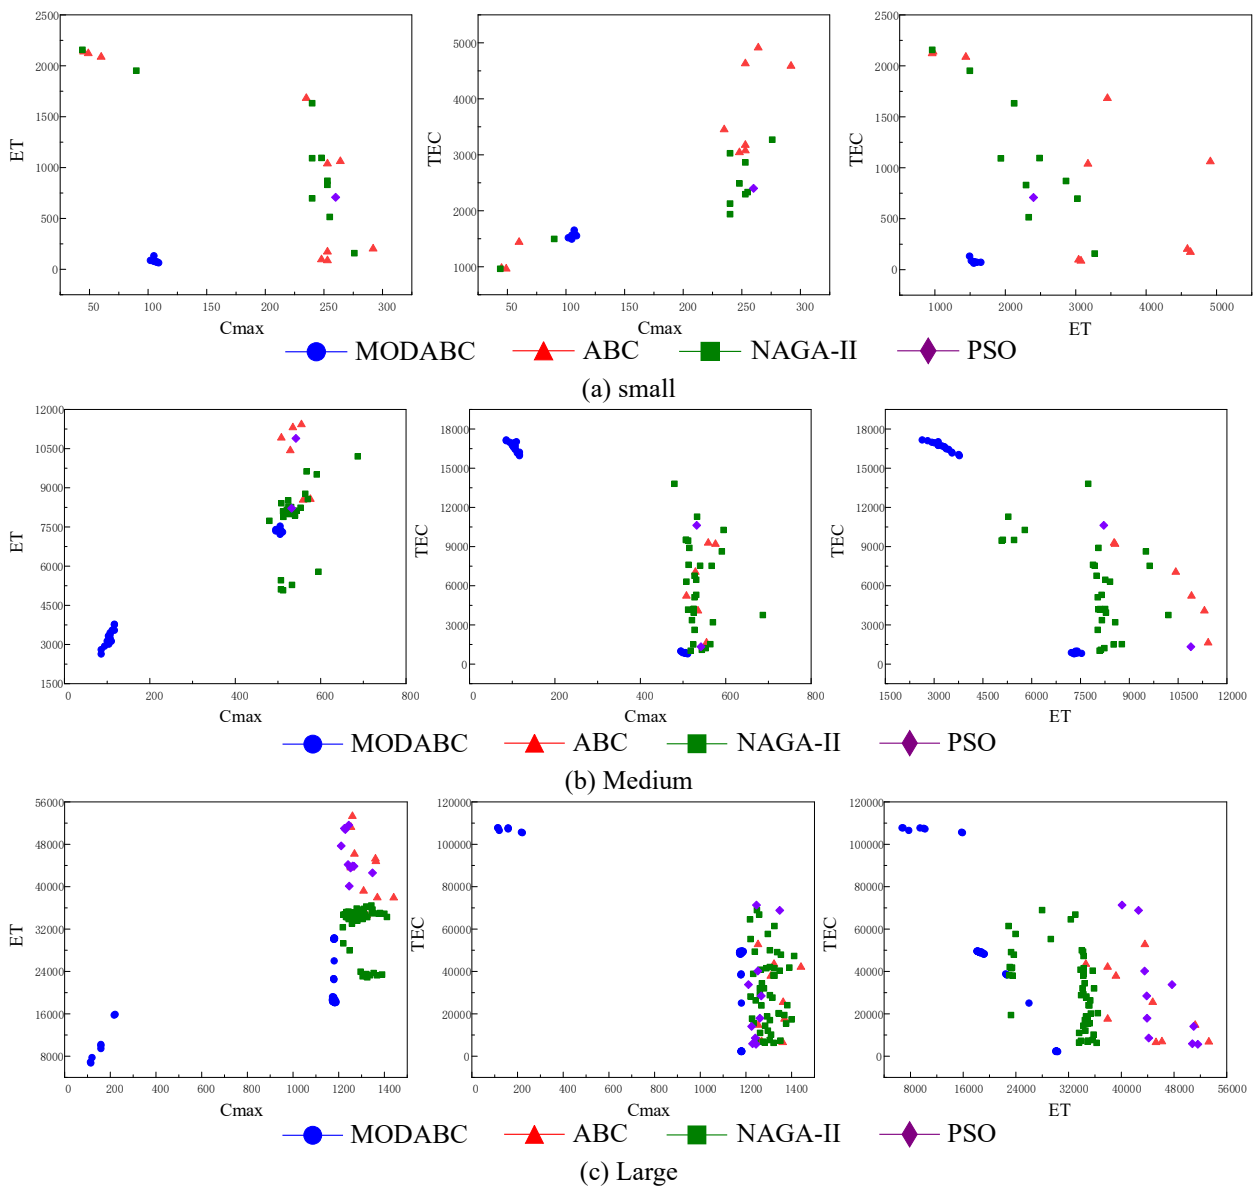 2500
2000
1500
1000
500
0
ET
50 100 150 200 250 300
Cmax
5000
4000
3000
2000
1000
TEC
50 100 150 200 250 300
Cmax
2500
2000
1500
1000
500
0
TEC
1000 2000 3000 4000 5000
ET
MODABC ABC NAGA-II PSO
(a) small
12000
10500
9000
7500
6000
4500
3000
1500
ET
0 200 400 600 800
Cmax
18000
15000
12000
9000
6000
3000
0
TEC
0 200 400 600 800
Cmax
18000
15000
12000
9000
6000
3000
0
TEC
1500 3000 4500 6000 7500 9000 10500 12000
ET
MODABC ABC NAGA-II PSO
(b) Medium
56000
48000
40000
32000
24000
16000
8000
ET
0 200 400 600 800 1000 1200 1400
Cmax
120000
100000
80000
60000
40000
20000
0
TEC
0 200 400 600 800 1000 1200 1400
Cmax
120000
100000
80000
60000
40000
20000
0
TEC
8000 16000 24000 32000 40000 48000 56000
ET
MODABC ABC NAGA-II PSO
(c) Large